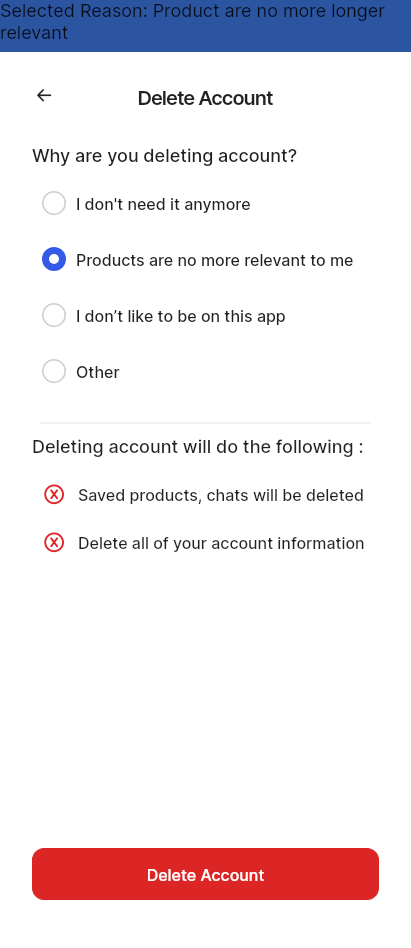 Selected Reason: Product are no more longer
relevant
Delete Account
Why are you deleting account?
I don't need it anymore
Products are no more relevant to me
I don’t like to be on this app
Other
Deleting account will do the following :
Saved products, chats will be deleted
Delete all of your account information
Delete Account